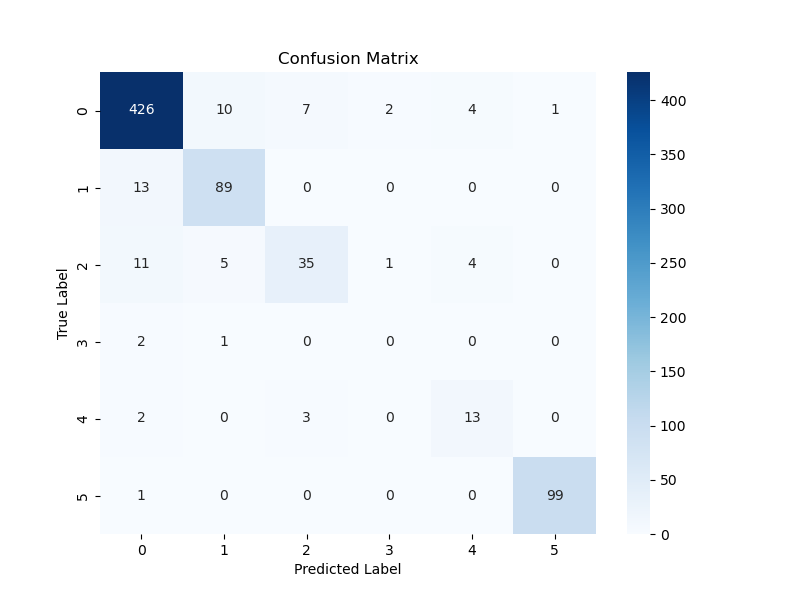 Confusion Matrix
0 426 10 7 2 4 1
1 13 89 0 0 0 0
2 11 5 35 1 4 0
3 2 1 0 0 0 0
4 2 0 3 0 13 0
5 1 0 0 0 0 99
0 1 2 3 4 5
True Label
Predicted Label
400
350
300
250
200
150
100
50
0